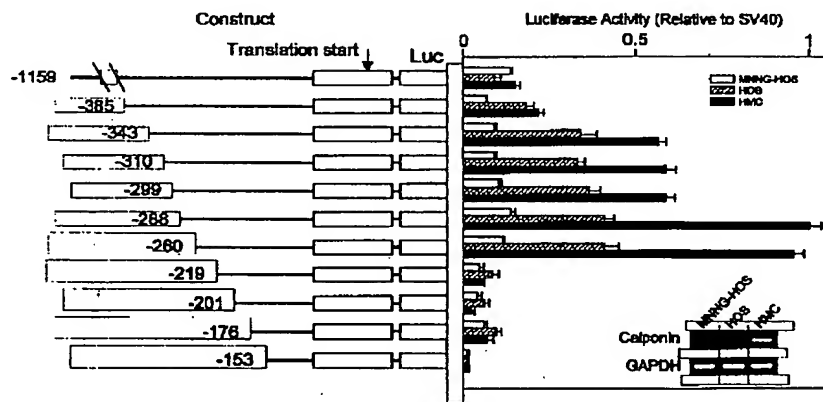 Construct
Luciferase Activity (Relative to SV40)
Translation start
Luc
0
0.5
1
-1159
-385
-343
-310
-299
-288
-260
-219
-201
-176
-153
MNNG-HOS
HOS
HMC
MNNG-HOS
HOS
HMC
Calponin
GAPDH